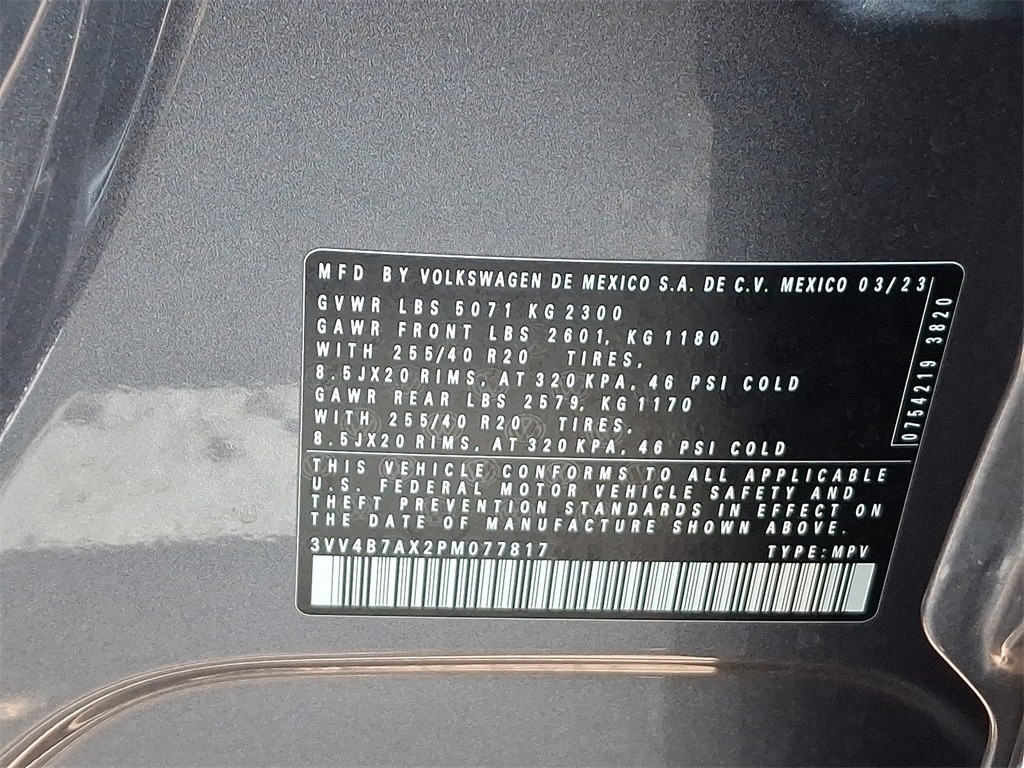 MFD BY VOLKSWAGEN DE MEXICO S.A. DE C.V. MEXICO 03/23
GVWR LBS 5071 KG 2300
GAWR FRONT LBS 2601, KG 1180
WITH 255/40 R20 TIRES,
8.5JX20 RIMS, AT 320 KPA, 46 PSI COLD
GAWR REAR LBS 2579, KG 1170
WITH 255/40 R20 TIRES,
8.5JX20 RIMS, AT 320 KPA, 46 PSI COLD
0754219 3820
THIS VEHICLE CONFORMS TO ALL APPLICABLE
U.S. FEDERAL MOTOR VEHICLE SAFETY AND
THEFT PREVENTION STANDARDS IN EFFECT ON
THE DATE OF MANUFACTURE SHOWN ABOVE.
3VV4B7AX2PM077817 TYPE: MPV